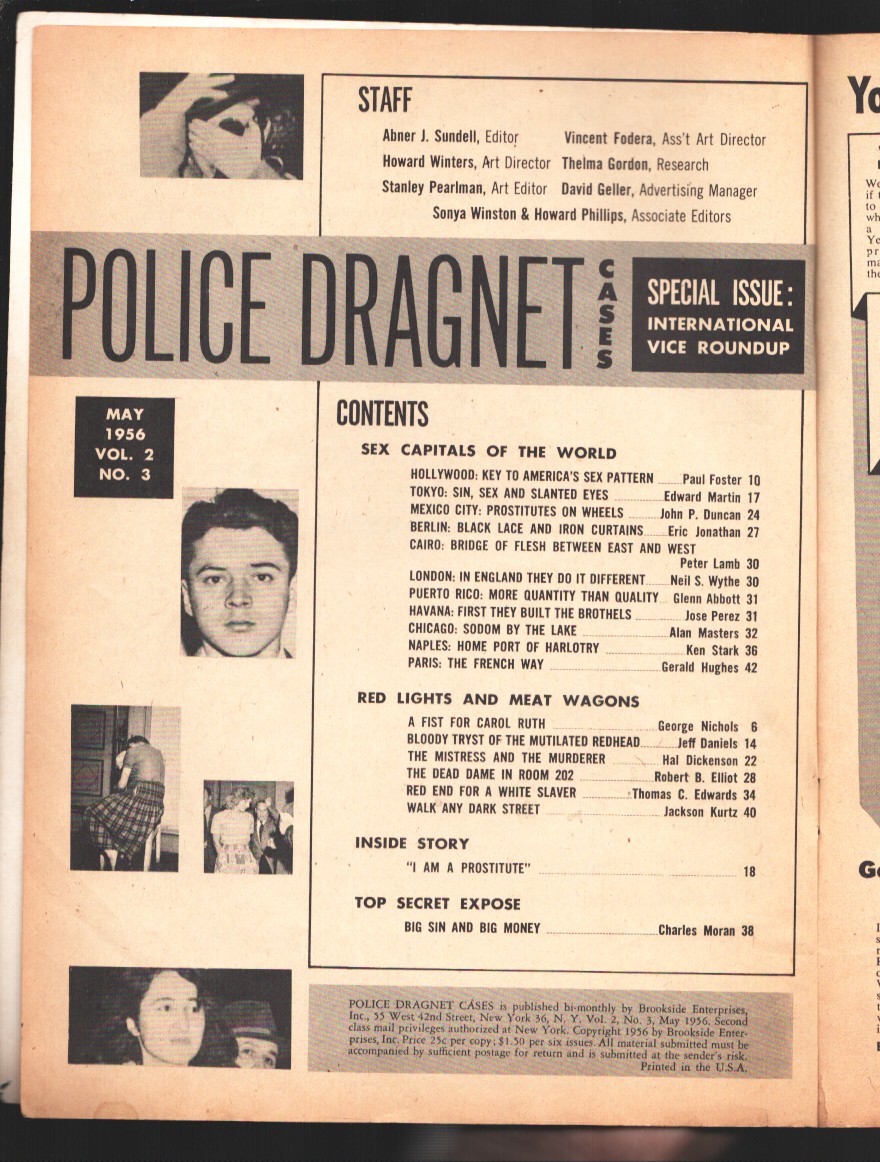 STAFF
Abner J. Sundell, Editor Vincent Fodera, Ass't Art Director
Howard Winters, Art Director Thelma Gordon, Research
Stanley Pearlman, Art Editor David Geller, Advertising Manager
Sonya Winston & Howard Phillips, Associate Editors
POLICE DRAGNET CASES
SPECIAL ISSUE:
INTERNATIONAL
VICE ROUNDUP
MAY
1956
VOL. 2
NO. 3
CONTENTS
SEX CAPITALS OF THE WORLD
HOLLYWOOD: KEY TO AMERICA'S SEX PATTERN Paul Foster 10
TOKYO: SIN, SEX AND SLANTED EYES Edward Martin 17
MEXICO CITY: PROSTITUTES ON WHEELS John P. Duncan 24
BERLIN: BLACK LACE AND IRON CURTAINS Eric Jonathan 27
CAIRO: BRIDGE OF FLESH BETWEEN EAST AND WEST
Peter Lamb 30
LONDON: IN ENGLAND THEY DO IT DIFFERENT Neil S. Wythe 30
PUERTO RICO: MORE QUANTITY THAN QUALITY Glenn Abbott 31
HAVANA: FIRST THEY BUILT THE BROTHELS Jose Perez 31
CHICAGO: SODOM BY THE LAKE Alan Masters 32
NAPLES: HOME PORT OF HARLOTRY Ken Stark 36
PARIS: THE FRENCH WAY Gerald Hughes 42
RED LIGHTS AND MEAT WAGONS
A FIST FOR CAROL RUTH George Nichols 6
BLOODY TRYST OF THE MUTILATED REDHEAD Jeff Daniels 14
THE MISTRESS AND THE MURDERER Hal Dickenson 22
THE DEAD DAME IN ROOM 202 Robert B. Elliot 28
RED END FOR A WHITE SLAVER Thomas C. Edwards 34
WALK ANY DARK STREET Jackson Kurtz 40
INSIDE STORY
"I AM A PROSTITUTE" 18
TOP SECRET EXPOSE
BIG SIN AND BIG MONEY Charles Moran 38
POLICE DRAGNET CASES is published bi-monthly by Brookside Enterprises,
Inc., 55 West 42nd Street, New York 36, N. Y. Vol. 2, No. 3, May 1956. Second
class mail privileges authorized at New York. Copyright 1956 by Brookside Enter-
prises, Inc. Price 25c per copy; $1.50 per six issues. All material submitted must be
accompanied by sufficient postage for return and is submitted at the sender's risk.
Printed in the U.S.A.